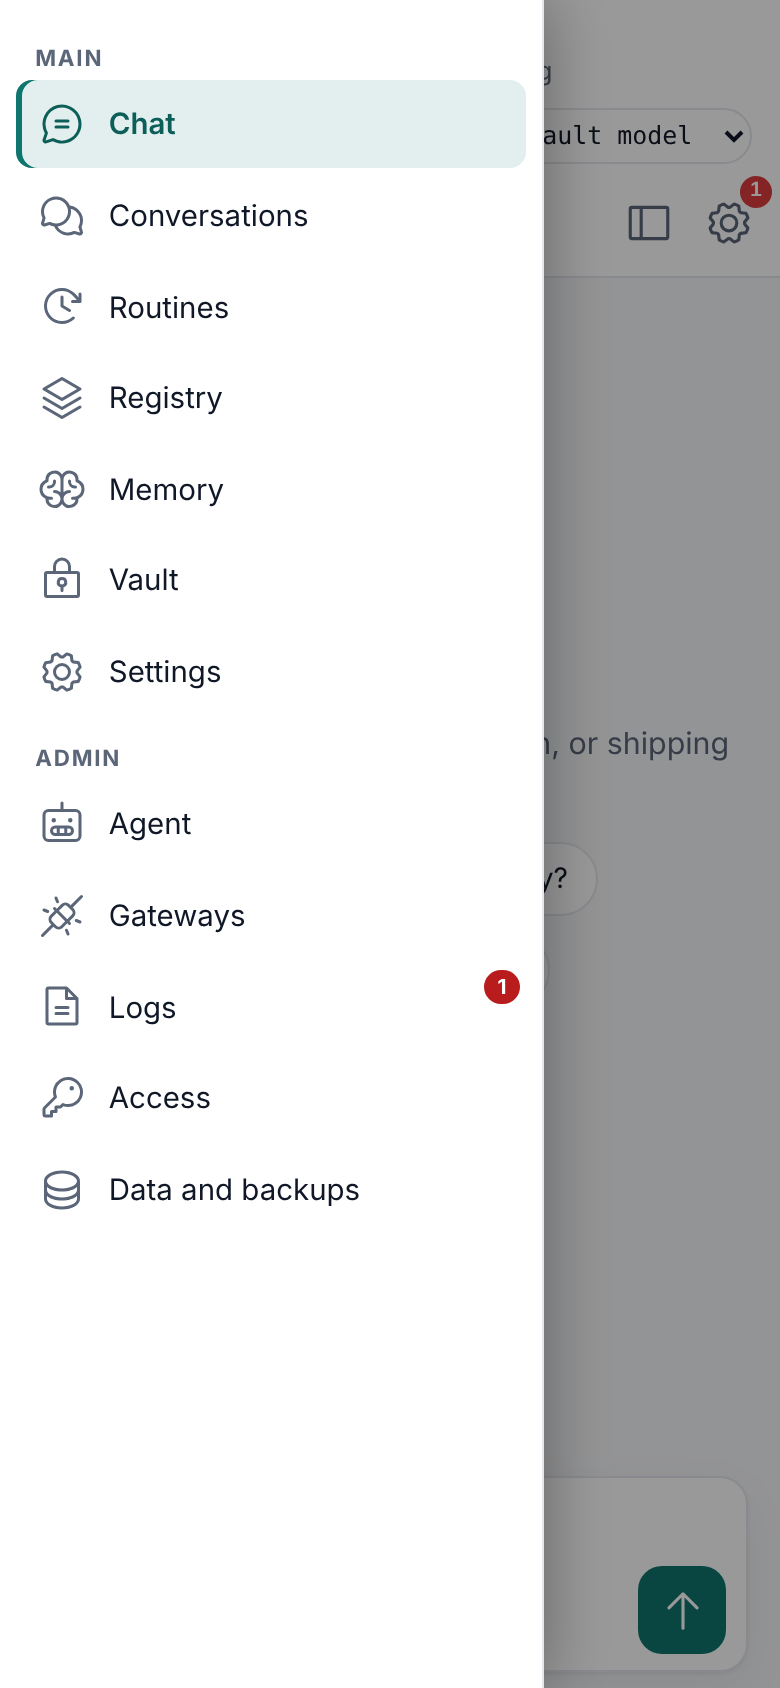 MAIN
Chat
Conversations
Routines
Registry
Memory
Vault
Settings
ADMIN
Agent
Gateways
Logs
1
Access
Data and backups
model
1
or shipping